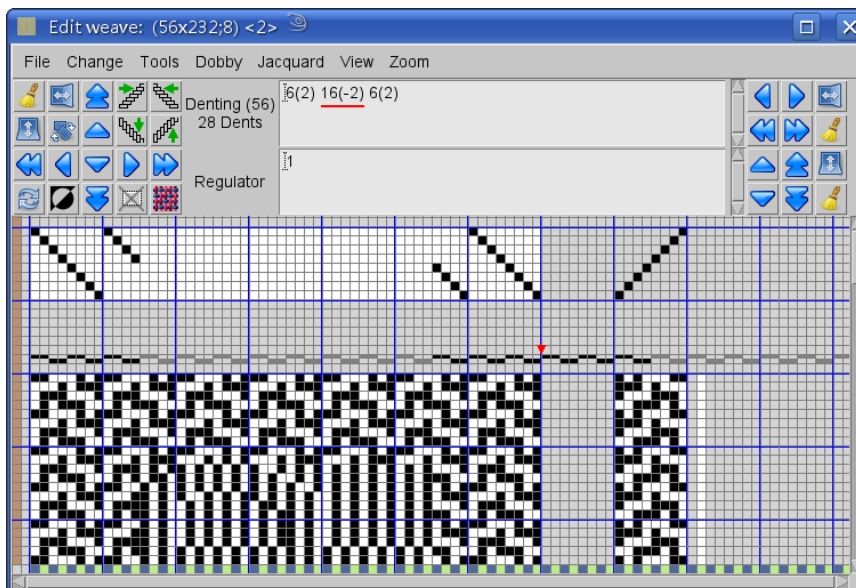 Edit weave: (56x232;8) <2>
File Change Tools Dobby Jacquard View Zoom
Denting (56)
28 Dents
6(2) 16(-2) 6(2)
Regulator
1